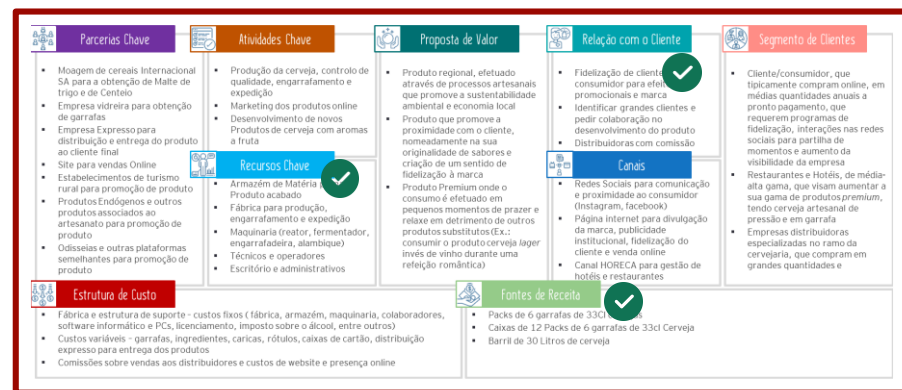 Parcerias Chave
Moagem de cereais Internacional
SA para a obtenção de Malte de
trigo e de Centeio
Empresa vidreira para obtenção
de garrafas
Empresa Expresso para
distribuição e entrega do produto
ao cliente final
Site para vendas Online
Estabelecimentos de turismo
rural para promoção de produto
Produtos Endógenos e outros
produtos associados ao
artesanato para promoção de
produto
Odisseias e outras plataformas
semelhantes para promoção de
produto
Atividades Chave
Produção da cerveja, controlo de
qualidade, engarrafamento e
expedição
Marketing dos produtos online
Desenvolvimento de novos
Produtos de cerveja com aromas
a fruta
Recursos Chave
Armazém de Matéria
Produto acabado
Fábrica para produção,
engarrafamento e expedição
Maquinaria (reator, fermentador,
engarrafadeira, alambique)
Técnicos e operadores
Escritório e administrativos
Proposta de Valor
Produto regional, efetuado
através de processos artesanais
que promove a sustentabilidade
ambiental e economia local
Produto que promove a
proximidade com o cliente,
nomeadamente na sua
originalidade de sabores e
criação de um sentido de
fidelização à marca
Produto Premium onde o
consumo é efetuado em
pequenos momentos de prazer e
relaxe em detrimento de outros
produtos substitutos (Ex.:
consumir o produto cerveja lager
invés de vinho durante uma
refeição romântica)
Relação com o Cliente
Fidelização de cliente
consumidor para
promocionais e marca
Identificar grandes clientes e
pedir colaboração no
desenvolvimento do produto
Distribuidoras com comissão
Canais
Redes Sociais para comunicação
e proximidade ao consumidor
(Instagram, facebook)
Página internet para divulgação
da marca, publicidade
institucional, fidelização do
cliente e venda online
Canal HORECA para gestão de
hotéis e restaurantes
Segmento de Clientes
Cliente/consumidor, que
tipicamente compram online, em
médias quantidades anuais a
pronto pagamento, que
requerem programas de
fidelização, interações nas redes
sociais para partilha de
momentos e aumento da
visibilidade da empresa
Restaurantes e Hotéis, de média-
alta gama, que visam aumentar a
sua gama de produtos premium,
tendo cerveja artesanal de
pressão e em garrafa
Empresas distribuidoras
especializadas no ramo da
cervejaria, que compram em
grandes quantidades e
Estrutura de Custo
Fábrica e estrutura de suporte - custos fixos ( fábrica, armazém, maquinaria, colaboradores,
software informático e PCs, licenciamento, imposto sobre o álcool, entre outros)
Custos variáveis - garrafas, ingredientes, caricas, rótulos, caixas de cartão, distribuição
expresso para entrega dos produtos
Comissões sobre vendas aos distribuidores e custos de website e presença online
Fontes de Receita
Packs de 6 garrafas de 33Cl
Caixas de 12 Packs de 6 garrafas de 33cl Cerveja
Barril de 30 Litros de cerveja